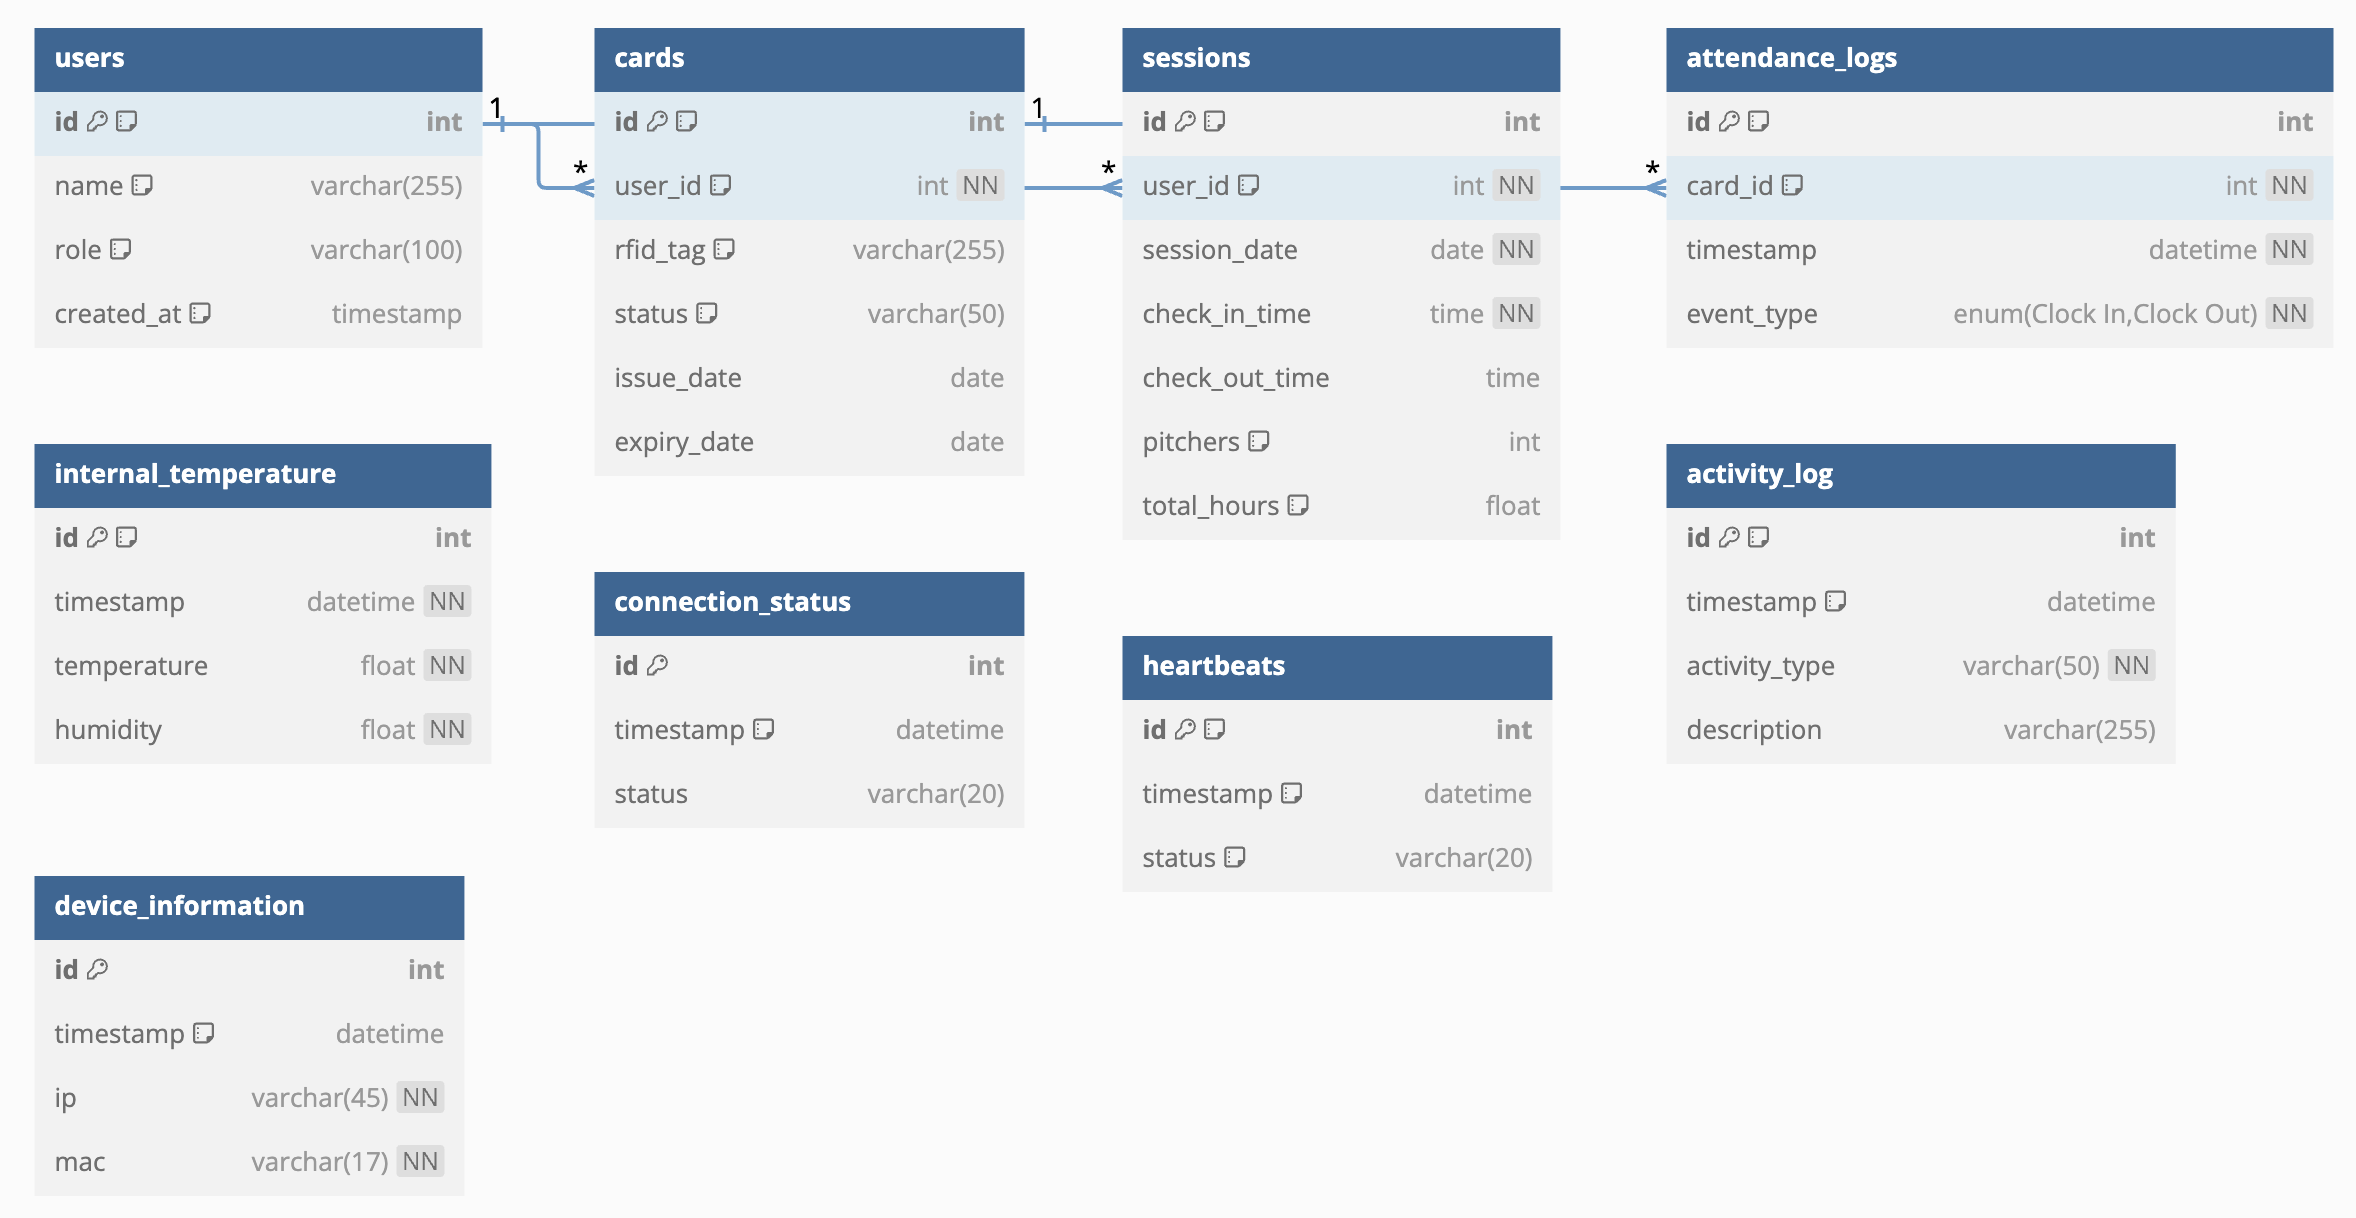 users
id int
name varchar(255)
role varchar(100)
created_at timestamp
1
*
cards
id int
user_id int NN
rfid_tag varchar(255)
status varchar(50)
issue_date date
expiry_date date
1
*
sessions
id int
user_id int NN
session_date date NN
check_in_time time NN
check_out_time time
pitchers int
total_hours float
*
attendance_logs
id int
card_id int NN
timestamp datetime NN
event_type enum(Clock In,Clock Out) NN
internal_temperature
id int
timestamp datetime NN
temperature float NN
humidity float NN
connection_status
id int
timestamp datetime
status varchar(20)
heartbeats
id int
timestamp datetime
status varchar(20)
activity_log
id int
timestamp datetime
activity_type varchar(50) NN
description varchar(255)
device_information
id int
timestamp datetime
ip varchar(45) NN
mac varchar(17) NN